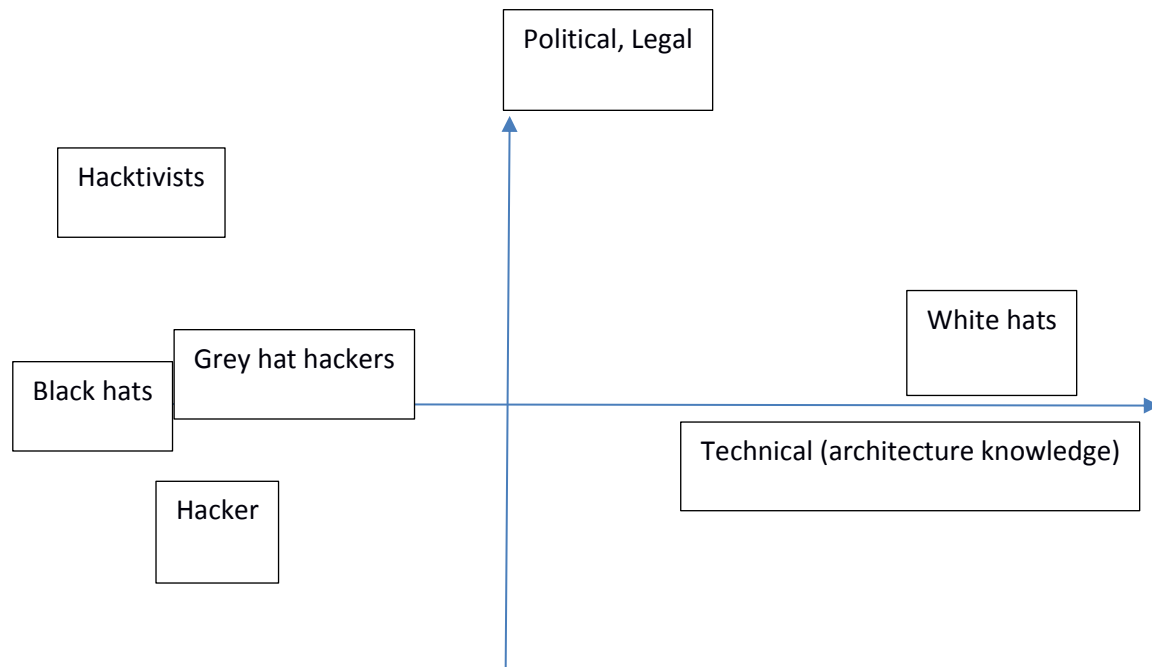 Political, Legal
Hacktivists
White hats
Grey hat hackers
Black hats
Technical (architecture knowledge)
Hacker